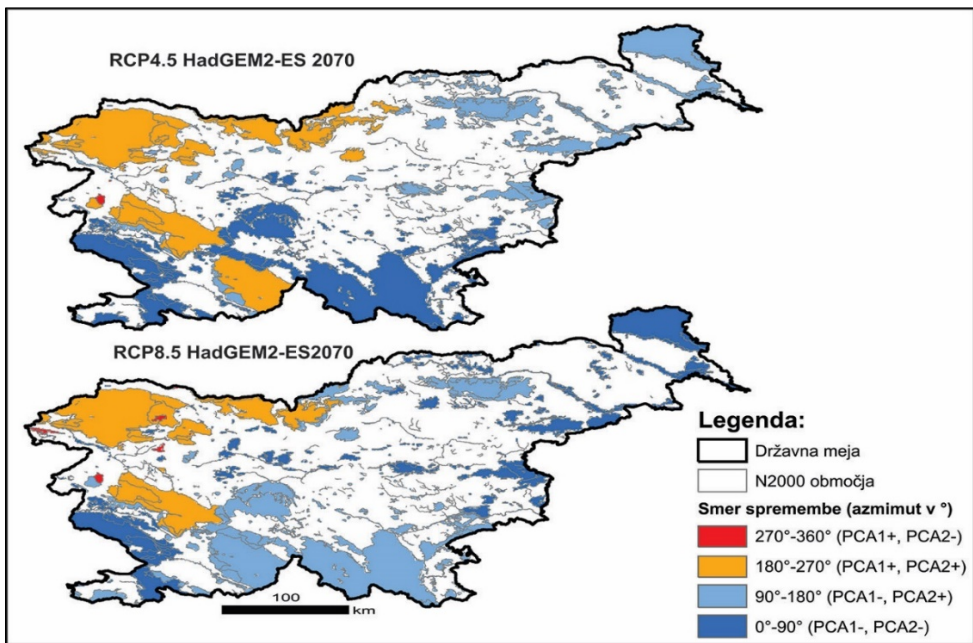 RCP4.5 HadGEM2-ES 2070
RCP8.5 HadGEM2-ES2070
100
km
Legenda:
Državna meja
N2000 območja
Smer spremembe (azmimut v °)
270°-360° (PCA1+, PCA2-)
180°-270° (PCA1+, PCA2+)
90°-180° (PCA1-, PCA2+)
0°-90° (PCA1-, PCA2-)